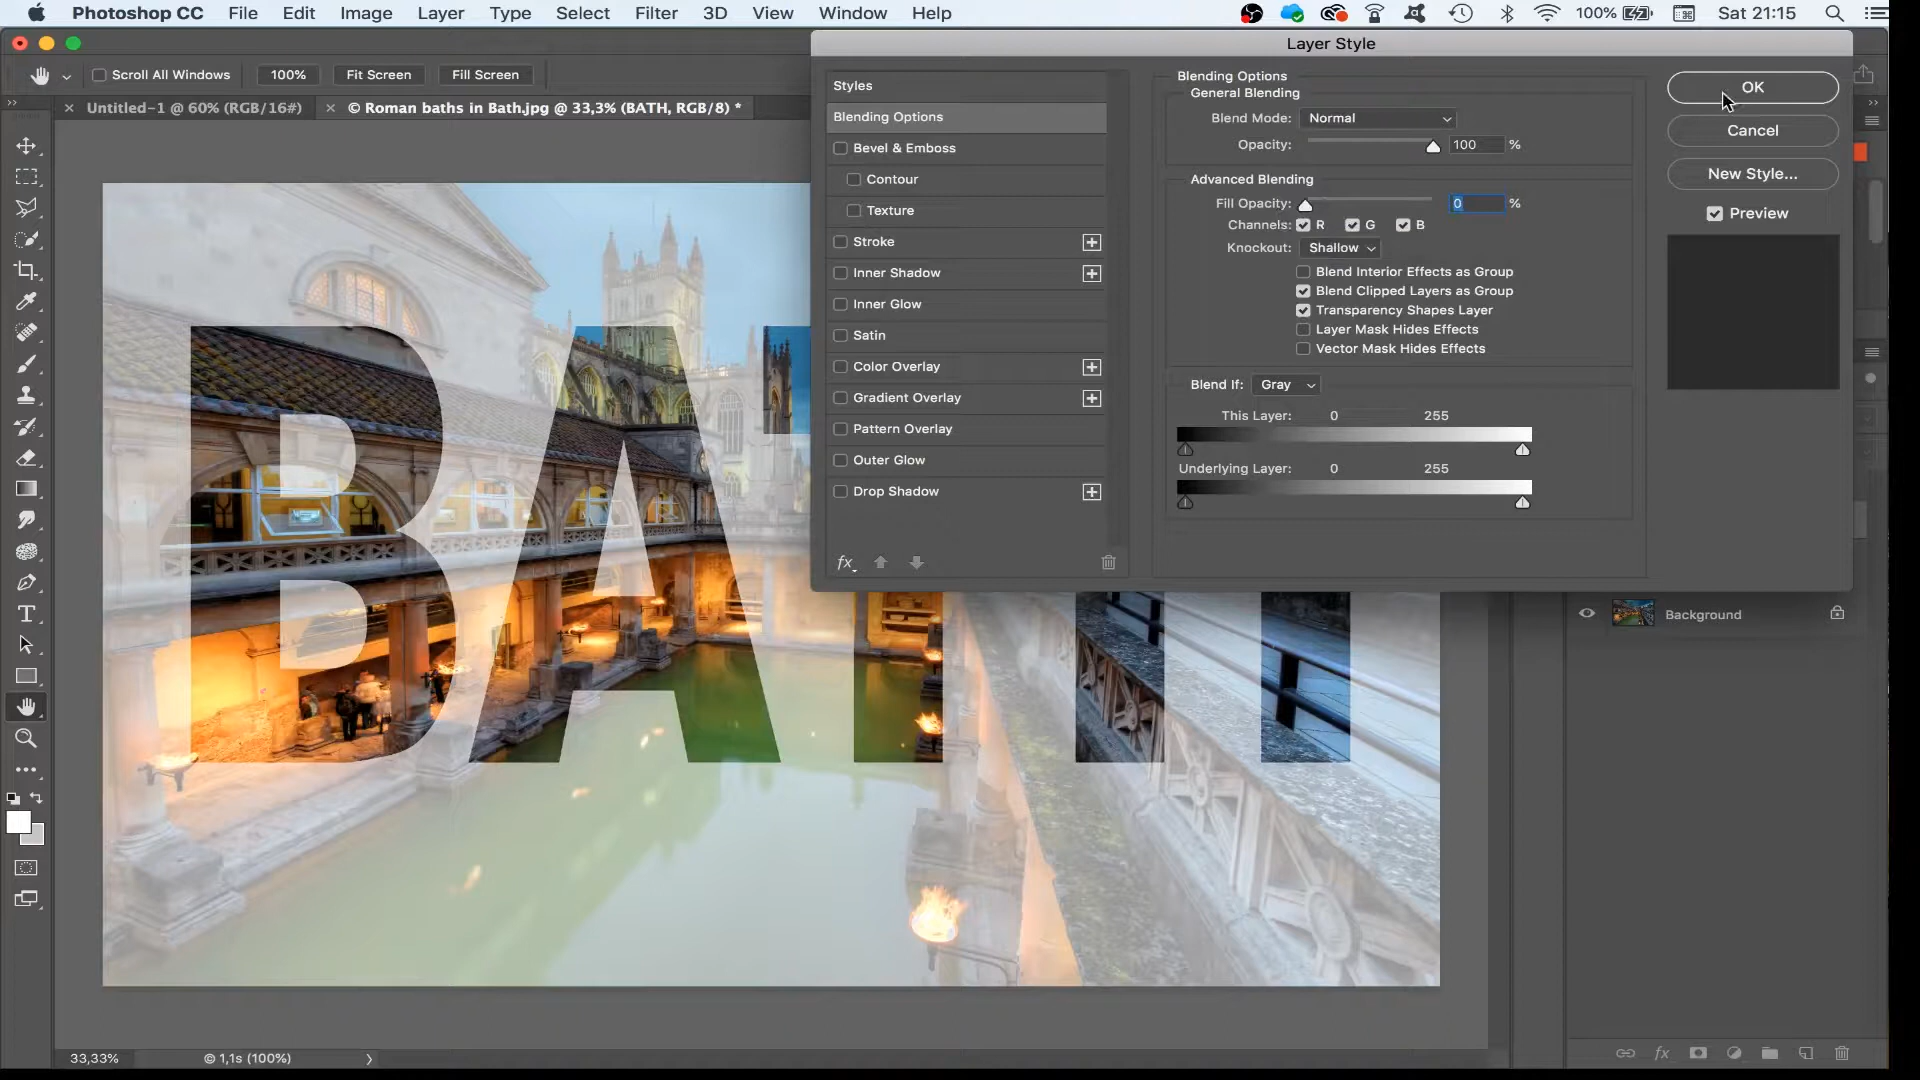 Photoshop CC File Edit Image Layer Type Select Filter 3D View Window Help 100% Sat 21:15
Layer Style
Scroll All Windows 100% Fit Screen Fill Screen
Untitled-1 @ 60% (RGB/16#) © Roman baths in Bath.jpg @ 33,3% (BATH, RGB/8) *
Styles
Blending Options
Bevel & Emboss
Contour
Texture
Stroke
Inner Shadow
Inner Glow
Satin
Color Overlay
Gradient Overlay
Pattern Overlay
Outer Glow
Drop Shadow
fx
Blending Options
General Blending
Blend Mode: Normal
Opacity: 100 %
Advanced Blending
Fill Opacity: 0 %
Channels: R G B
Knockout: Shallow
Blend Interior Effects as Group
Blend Clipped Layers as Group
Transparency Shapes Layer
Layer Mask Hides Effects
Vector Mask Hides Effects
Blend If: Gray
This Layer: 0 255
Underlying Layer: 0 255
OK
Cancel
New Style...
Preview
BATH
Background
33,33% © 1,1s (100%)
fx